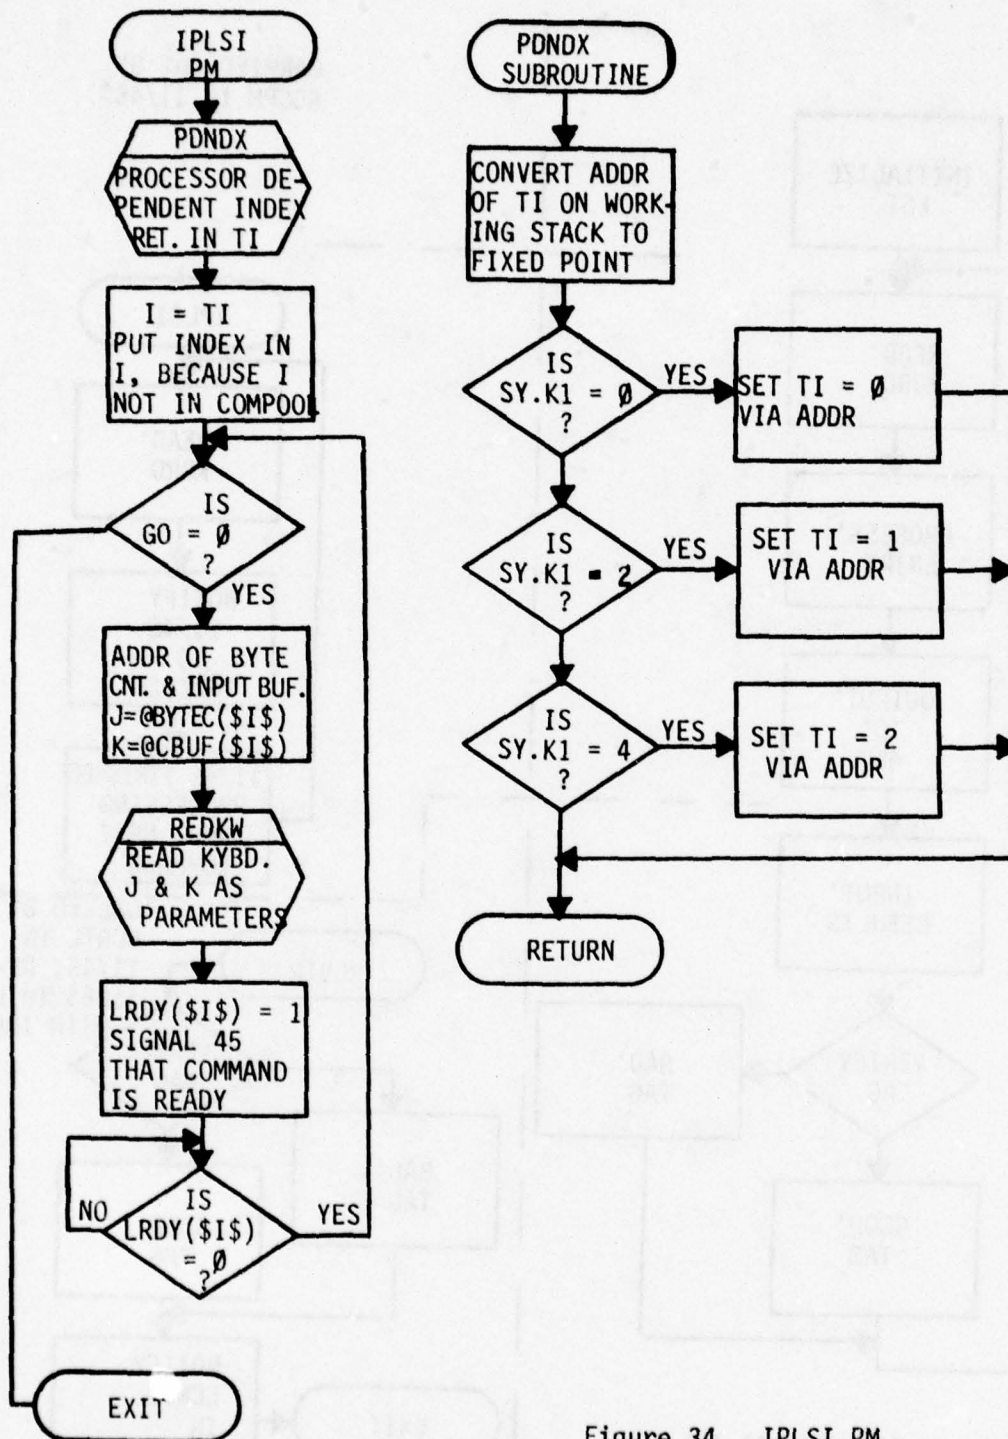 IPLSI
PM
PDNDX
PROCESSOR DE-
PENDENT INDEX
RET. IN TI
I = TI
PUT INDEX IN
I, BECAUSE I
NOT IN COMPOOL
IS
GO = Ø
?
YES
ADDR OF BYTE
CNT. & INPUT BUF.
J=@BYTEC($I$)
K=@CBUF($I$)
REDKW
READ KYBD.
J & K AS
PARAMETERS
LRDY($I$) = 1
SIGNAL 45
THAT COMMAND
IS READY
NO
IS
LRDY($I$)
= Ø
?
YES
EXIT
PDNDX
SUBROUTINE
CONVERT ADDR
OF TI ON WORK-
ING STACK TO
FIXED POINT
IS
SY.K1 = Ø
?
YES
SET TI = Ø
VIA ADDR
IS
SY.K1 = 2
?
YES
SET TI = 1
VIA ADDR
IS
SY.K1 = 4
?
YES
SET TI = 2
VIA ADDR
RETURN
Figure 34. IPLSI PM